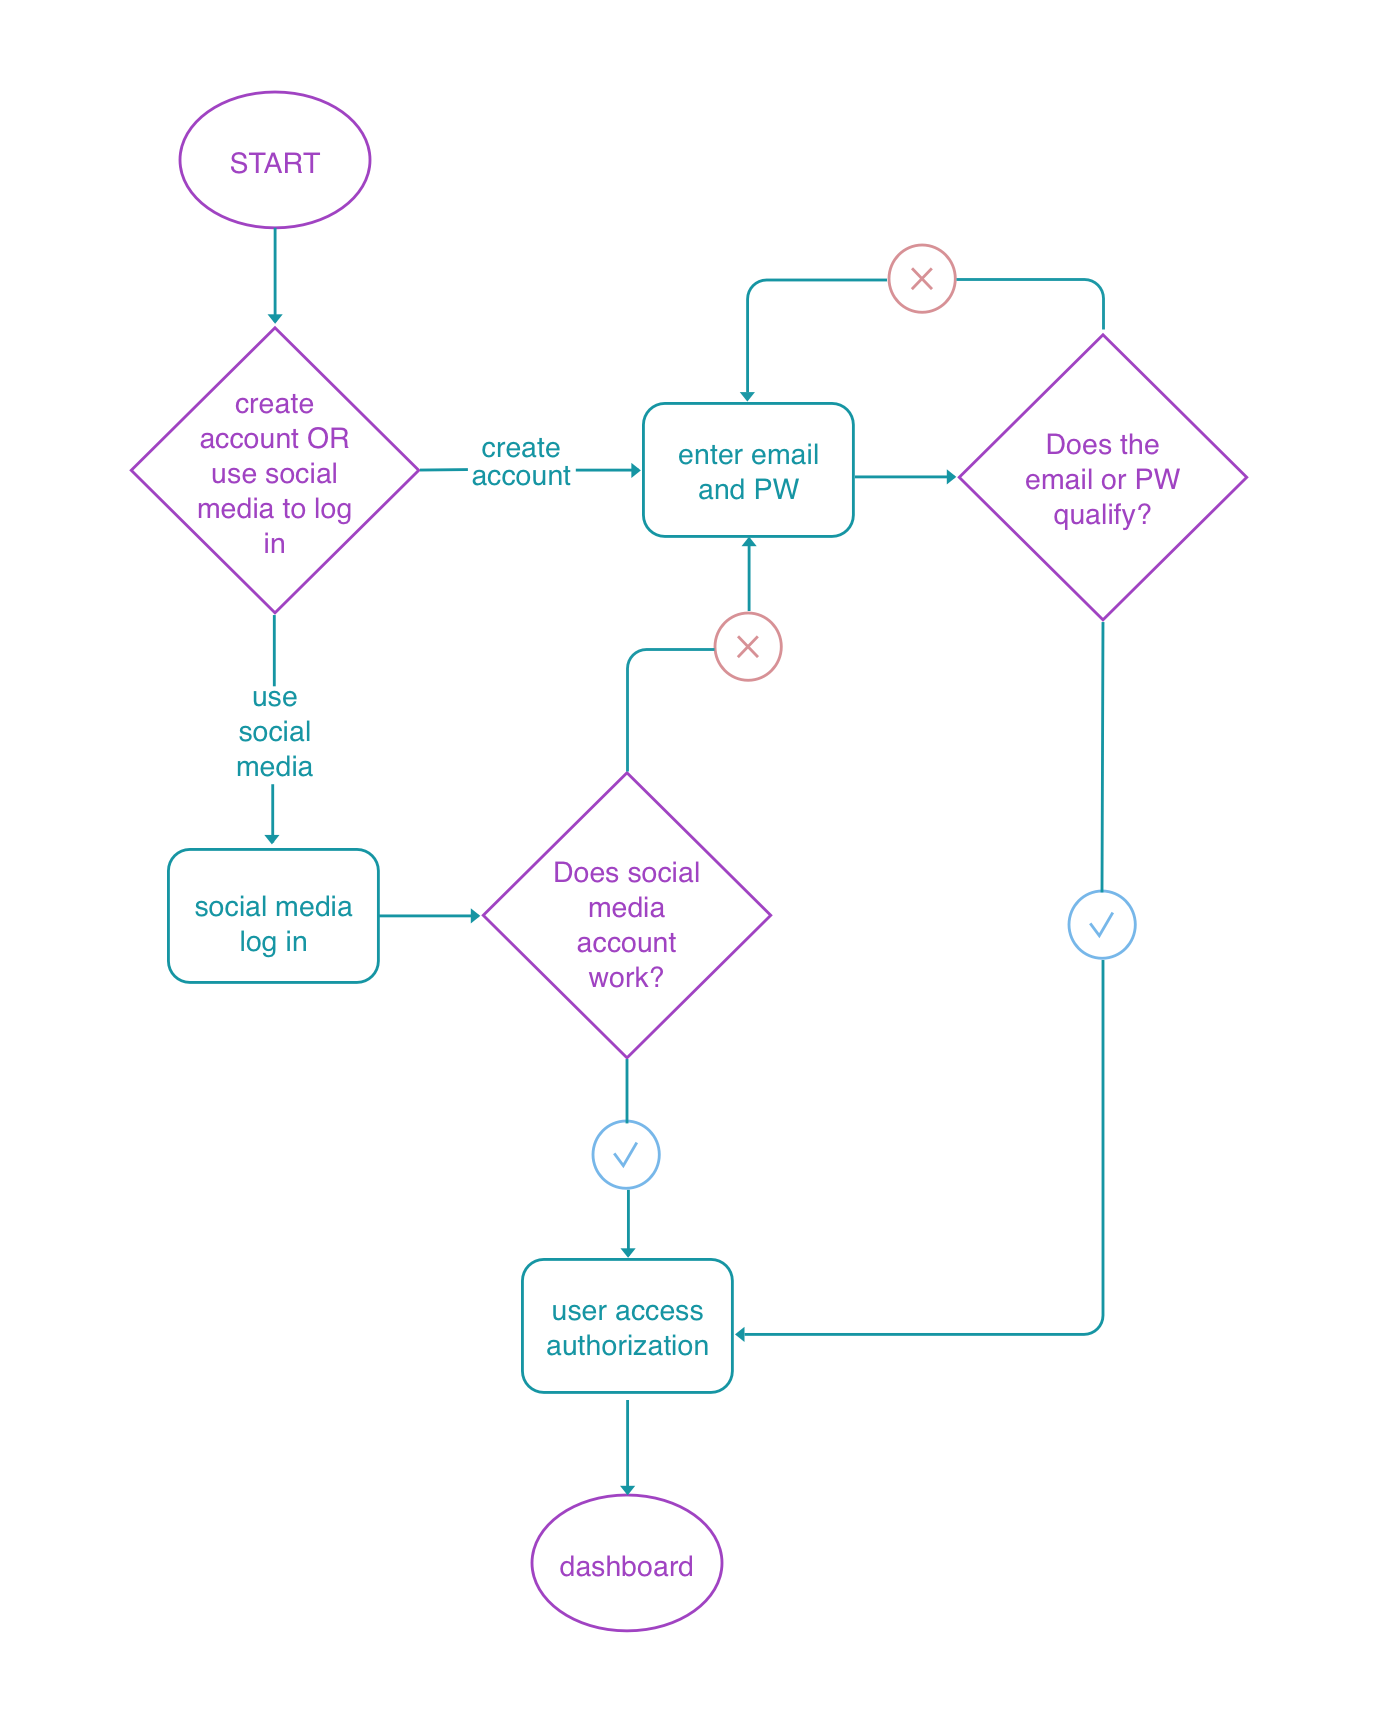 START
create
account OR
use social
media to log
in
create
account
enter email
and PW
Does the
email or PW
qualify?
use
social
media
social media
log in
Does social
media
account
work?
user access
authorization
dashboard